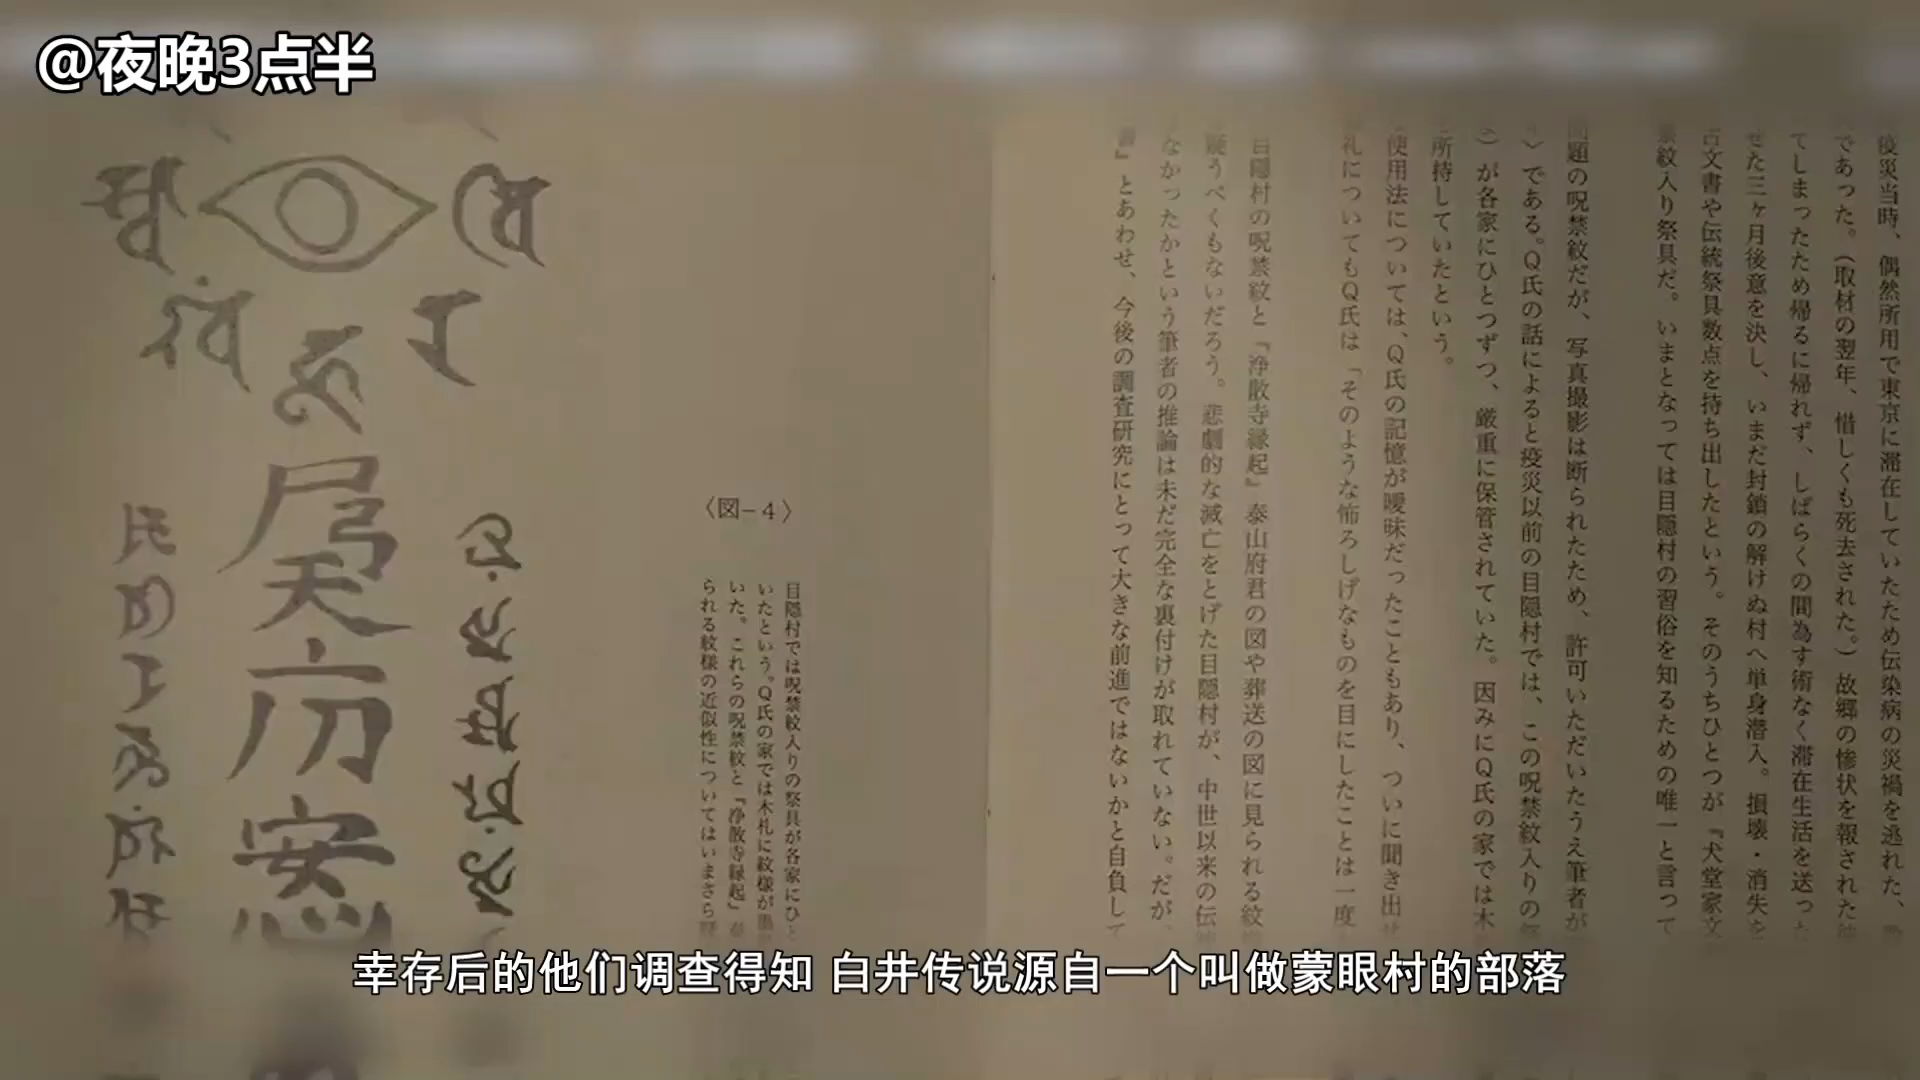 @夜晚3点半
疫災当時、偶然所用で東京に滞在していたため伝染病の災禍を逃れた、
であった。(取材の翌年、惜しくも死去された。)故郷の惨状を報された
てしまったため帰るに帰れず、しばらくの間為す術なく滞在生活を送った
せた三ヶ月後意を決し、いまだ封鎖の解けぬ村へ単身潜入。損壊・消失を
古文書や伝統祭具数点を持ち出したという。そのうちひとつが『犬堂家文
禁紋入り祭具だ。いまとなっては目隠村の習俗を知るための唯一と言って
問題の呪禁紋だが、写真撮影は断られたため、許可いただいたうえ筆者が
〉である。Q氏の話によると疫災以前の目隠村では、この呪禁紋入りの祭
)が各家にひとつずつ、厳重に保管されていた。因みにQ氏の家では木
所持していたという。
使用法については、Q氏の記憶が曖昧だったこともあり、ついに聞き出せ
札についてもQ氏は「そのような怖ろしげなものを目にしたことは一度
目隠村の呪禁紋と『浄散寺縁起』泰山府君の図や葬送の図に見られる紋
疑うべくもないだろう。悲劇的な滅亡をとげた目隠村が、中世以来の伝
なかったかという筆者の推論は未だ完全な裏付けが取れていない。だが、
書』とあわせ、今後の調査研究にとって大きな前進ではないかと自負して
〈図-4〉
目隠村では呪禁紋入りの祭具が各家にひと
いたという。Q氏の家では木札に紋様が墨
いた。これらの呪禁紋と『浄散寺縁起』
られる紋様の近似性についてはいまさら
幸存后的他们调查得知 白井传说源自一个叫做蒙眼村的部落